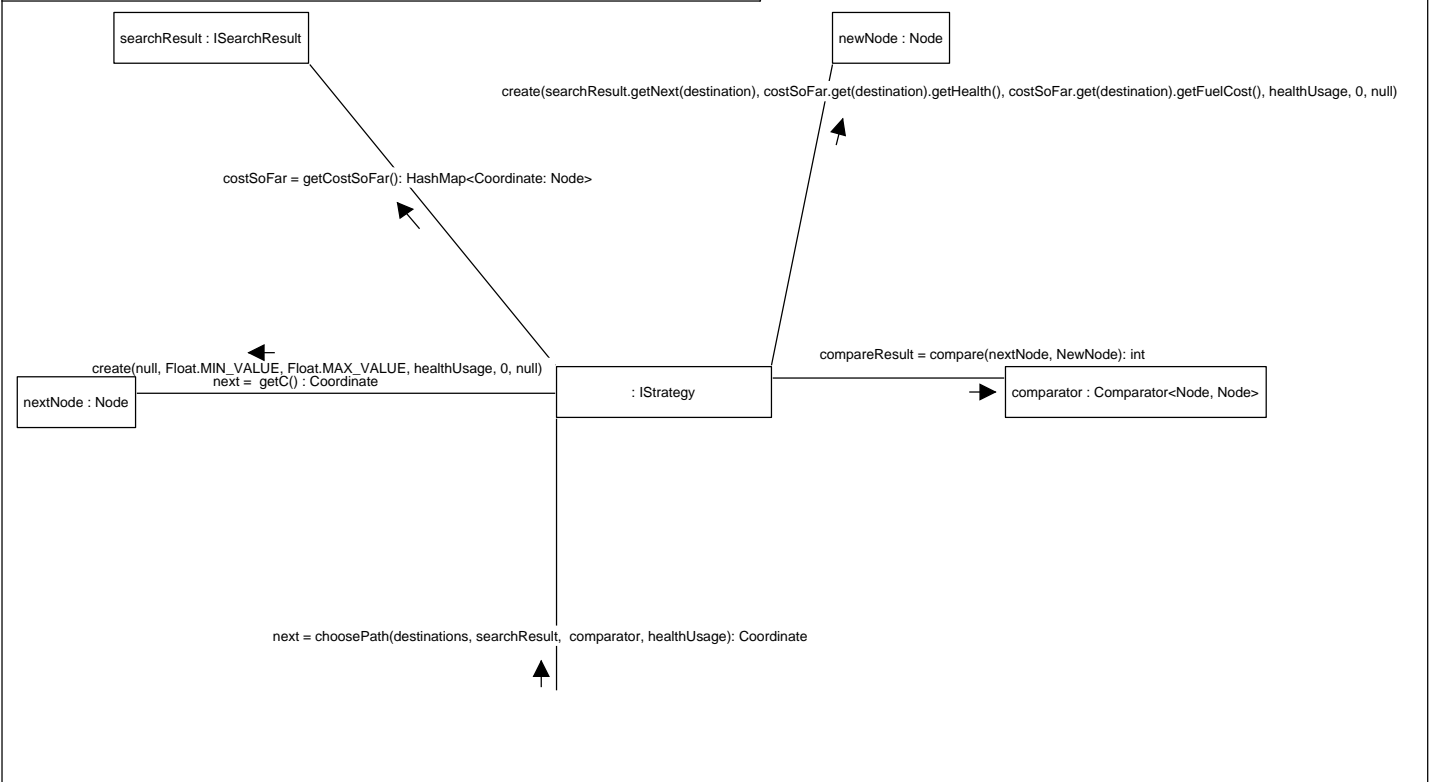 searchResult : ISearchResult
newNode : Node
create(searchResult.getNext(destination), costSoFar.get(destination).getHealth(), costSoFar.get(destination).getFuelCost(), healthUsage, 0, null)
costSoFar = getCostSoFar(): HashMap<Coordinate: Node>
compareResult = compare(nextNode, NewNode): int
create(null, Float.MIN_VALUE, Float.MAX_VALUE, healthUsage, 0, null)
next =  getC() : Coordinate
nextNode : Node
: IStrategy
comparator : Comparator<Node, Node>
next = choosePath(destinations, searchResult,  comparator, healthUsage): Coordinate